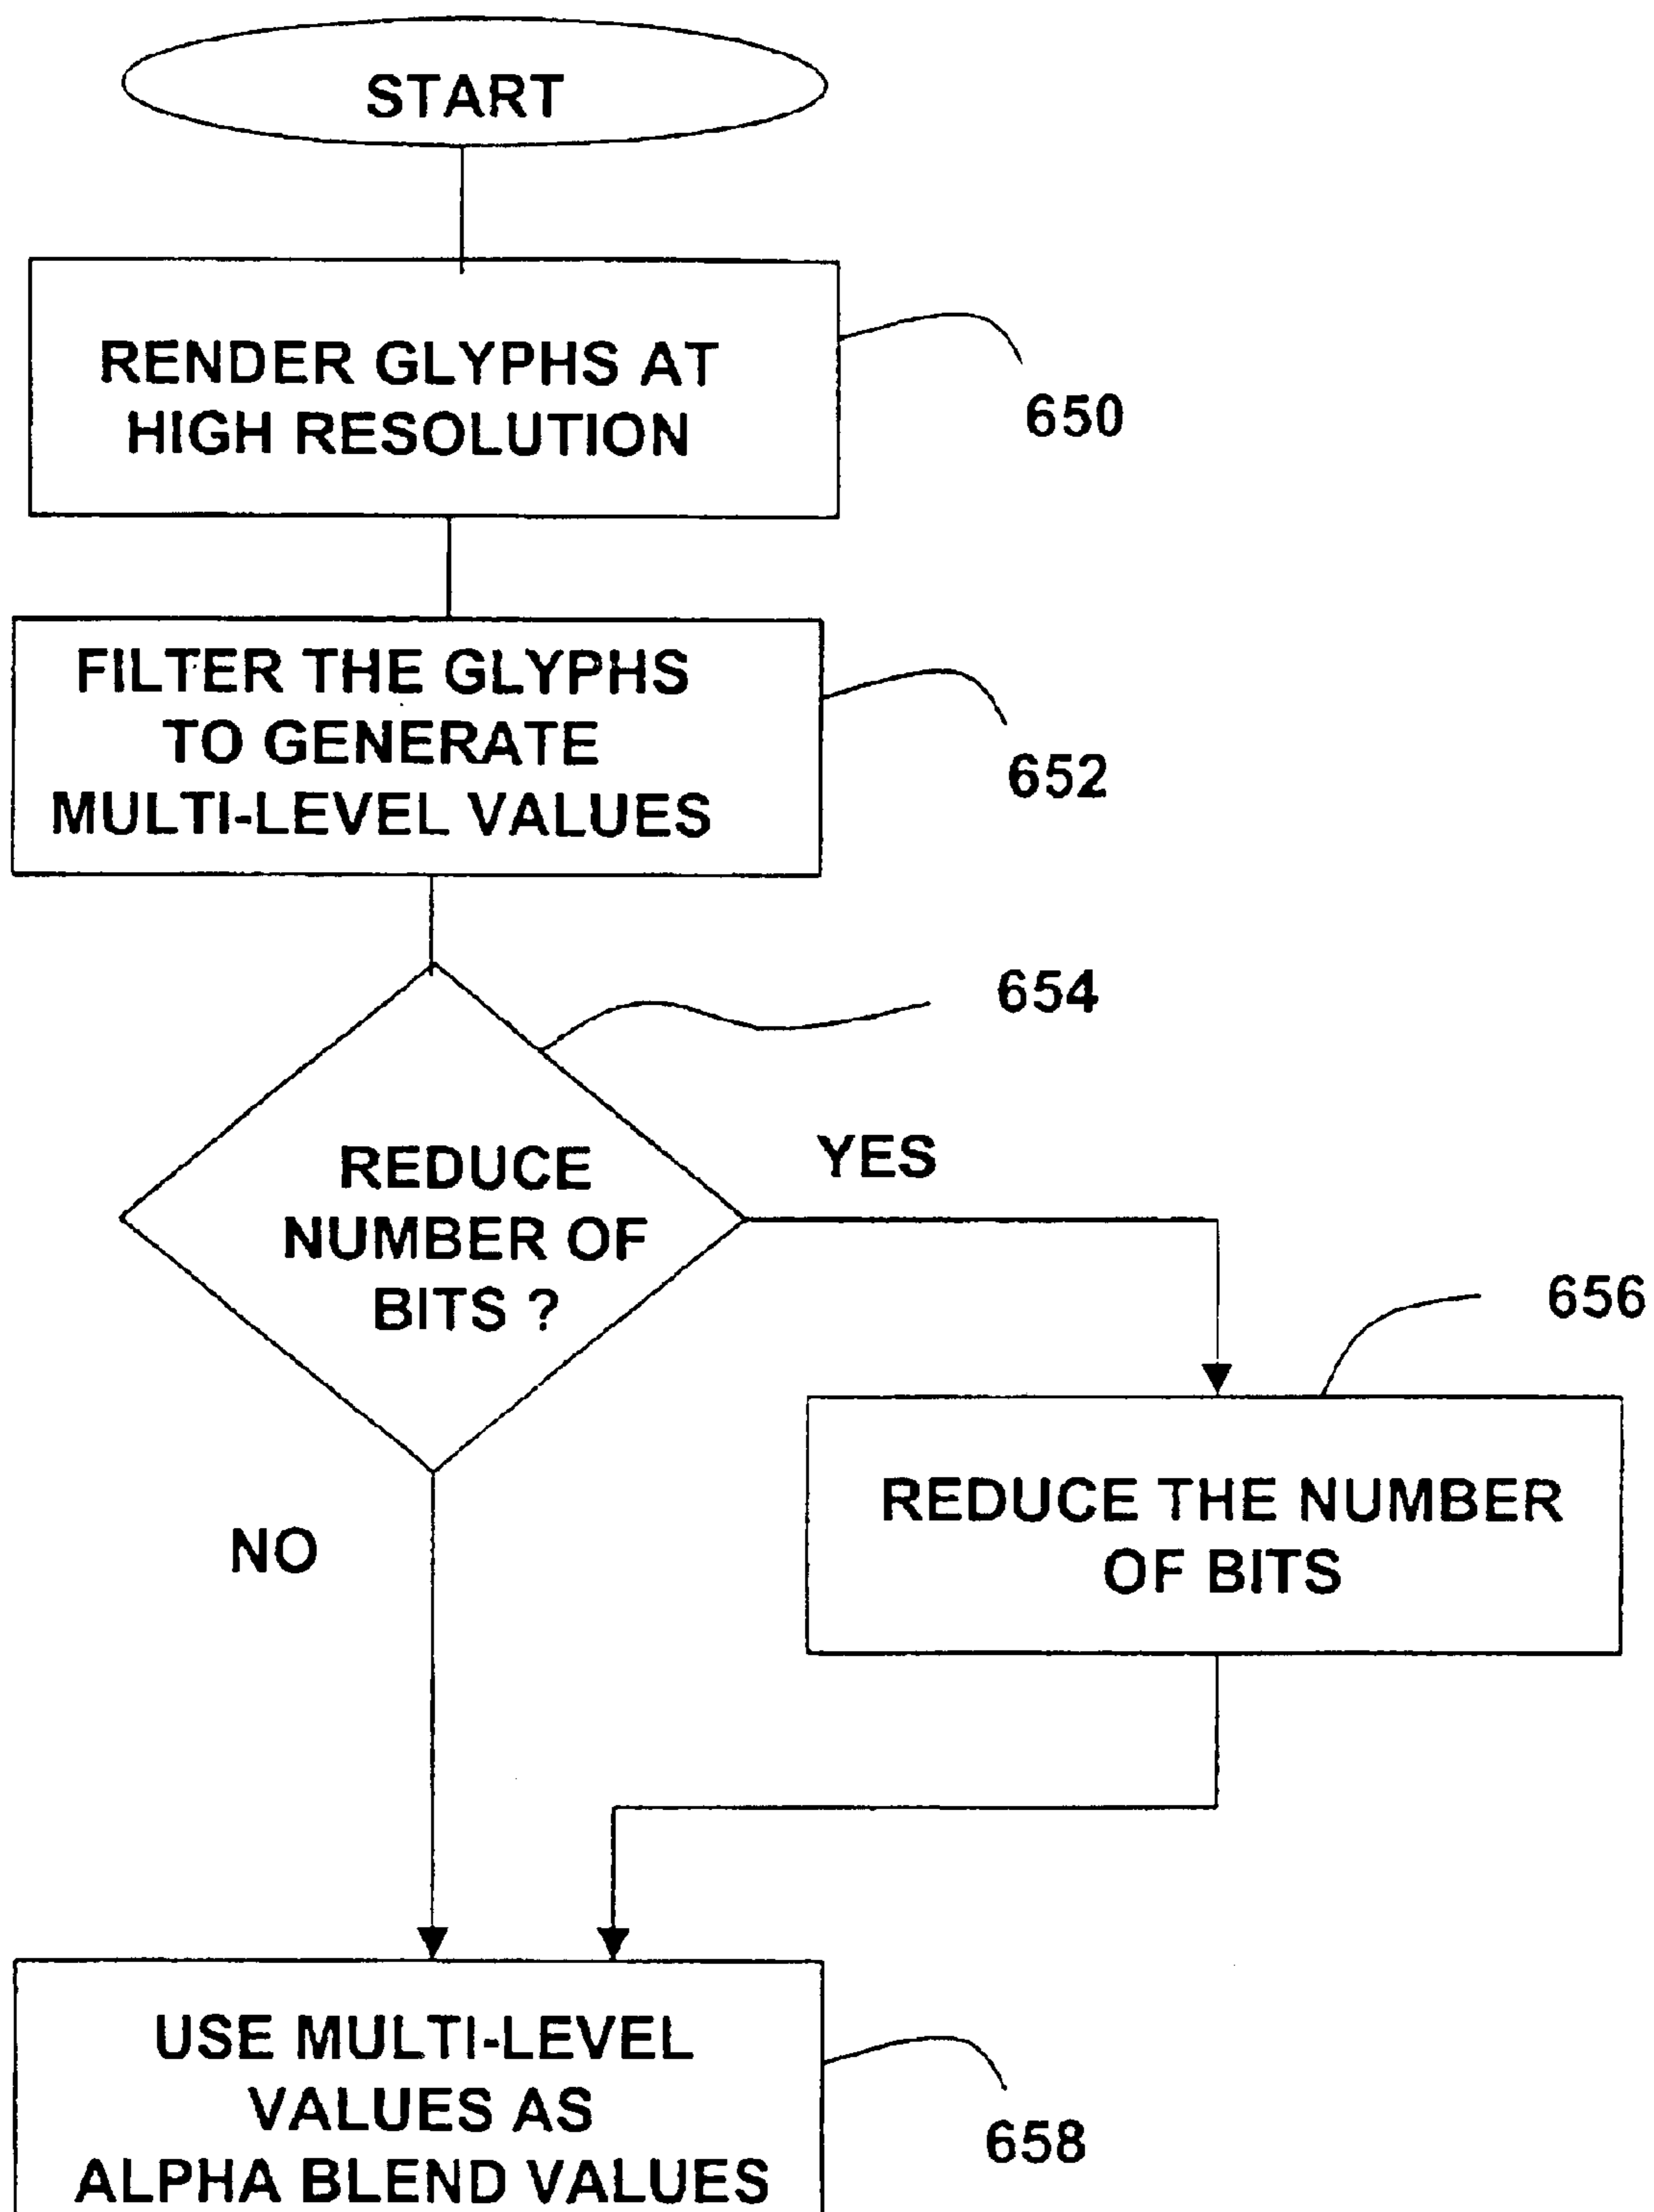 START
RENDER GLYPHS AT
HIGH RESOLUTION
650
FILTER THE GLYPHS
TO GENERATE
MULTI-LEVEL VALUES
652
654
REDUCE
NUMBER OF
BITS ?
YES
656
REDUCE THE NUMBER
OF BITS
NO
USE MULTI-LEVEL
VALUES AS
ALPHA BLEND VALUES
658